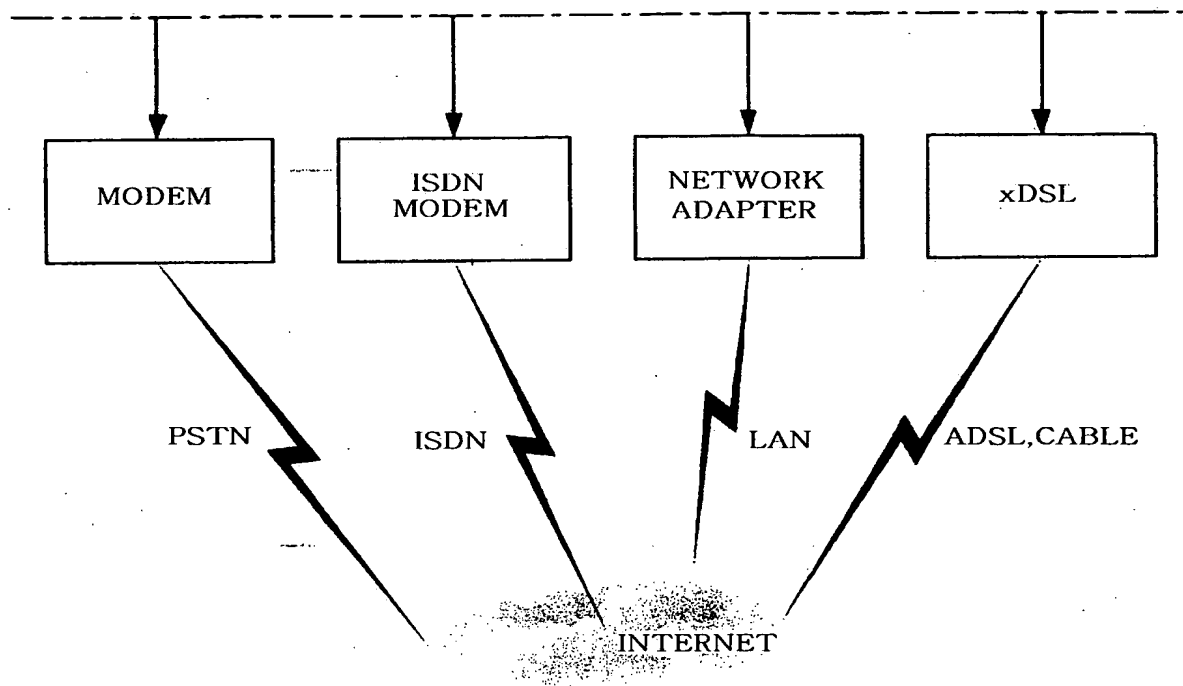 MODEM
ISDN
MODEM
NETWORK
ADAPTER
xDSL
PSTN
ISDN
LAN
ADSL,CABLE
INTERNET